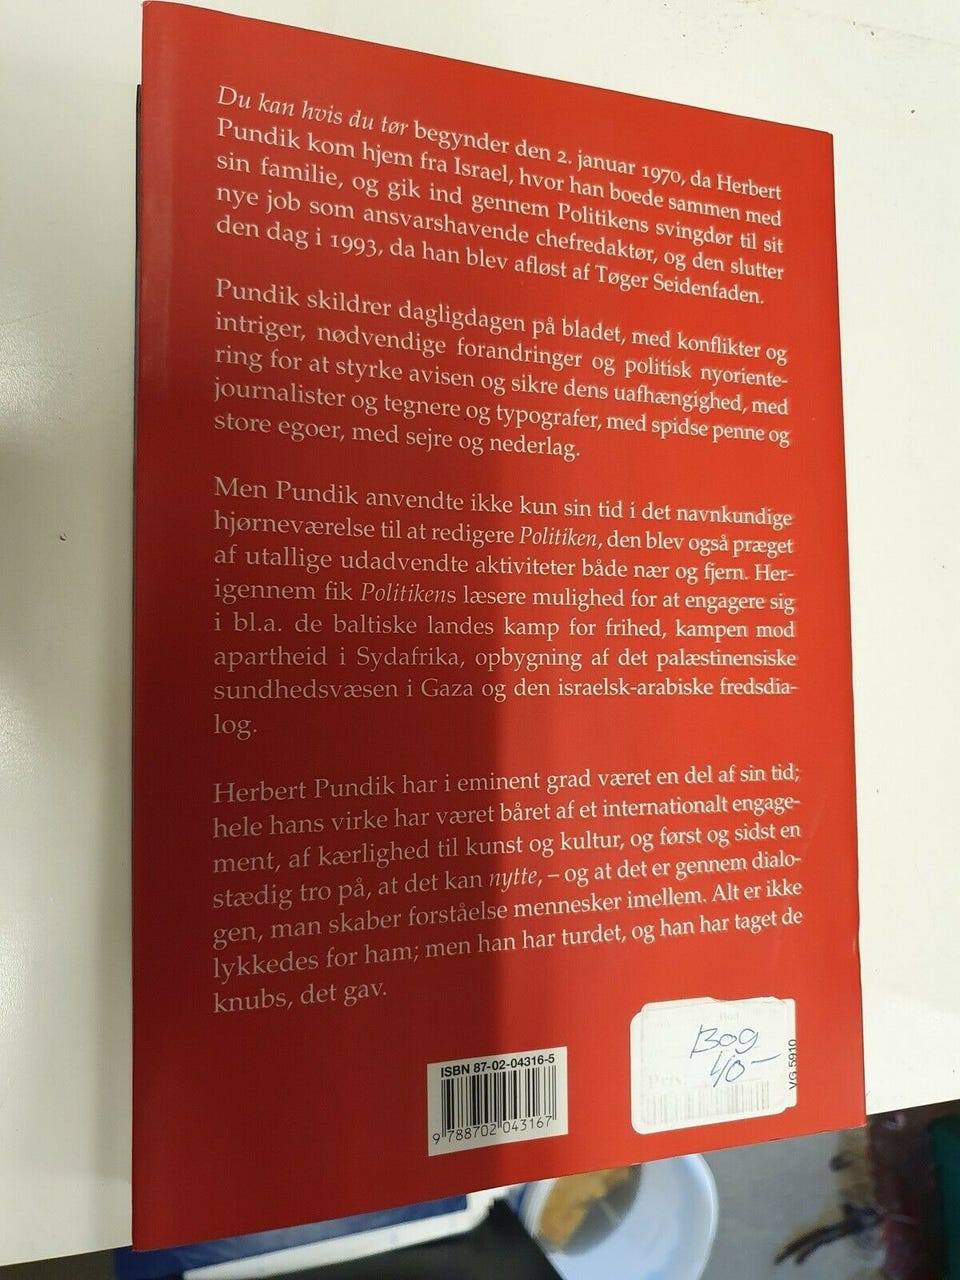 Du kan hvis du tør begynder den 2. januar 1970, da Herbert
Pundik kom hjem fra Israel, hvor han boede sammen med
sin familie, og gik ind gennem Politikens svingdør til sit
nye job som ansvarshavende chefredaktør, og den slutter
den dag i 1993, da han blev afløst af Tøger Seidenfaden.
Pundik skildrer dagligdagen på bladet, med konflikter og
intriger, nødvendige forandringer og politisk nyoriente-
ring for at styrke avisen og sikre dens uafhængighed, med
journalister og tegnere og typografer, med spidse penne og
store egoer, med sejre og nederlag.
Men Pundik anvendte ikke kun sin tid i det navnkundige
hjørneværelse til at redigere Politiken, den blev også præget
af utallige udadvendte aktiviteter både nær og fjern. Her-
igennem fik Politikens læsere mulighed for at engagere sig
i bl.a. de baltiske landes kamp for frihed, kampen mod
apartheid i Sydafrika, opbygning af det palæstinensiske
sundhedsvæsen i Gaza og den israelsk-arabiske fredsdia-
log.
Herbert Pundik har i eminent grad været en del af sin tid;
hele hans virke har været båret af et internationalt engage-
ment, af kærlighed til kunst og kultur, og først og sidst en
stædig tro på, at det kan nytte, – og at det er gennem dialo-
gen, man skaber forståelse mennesker imellem. Alt er ikke
lykkedes for ham; men han har turdet, og han har taget de
knubs, det gav.
ISBN 87-02-04316-5
9 788702 043167
Bog
40-
VG 5910